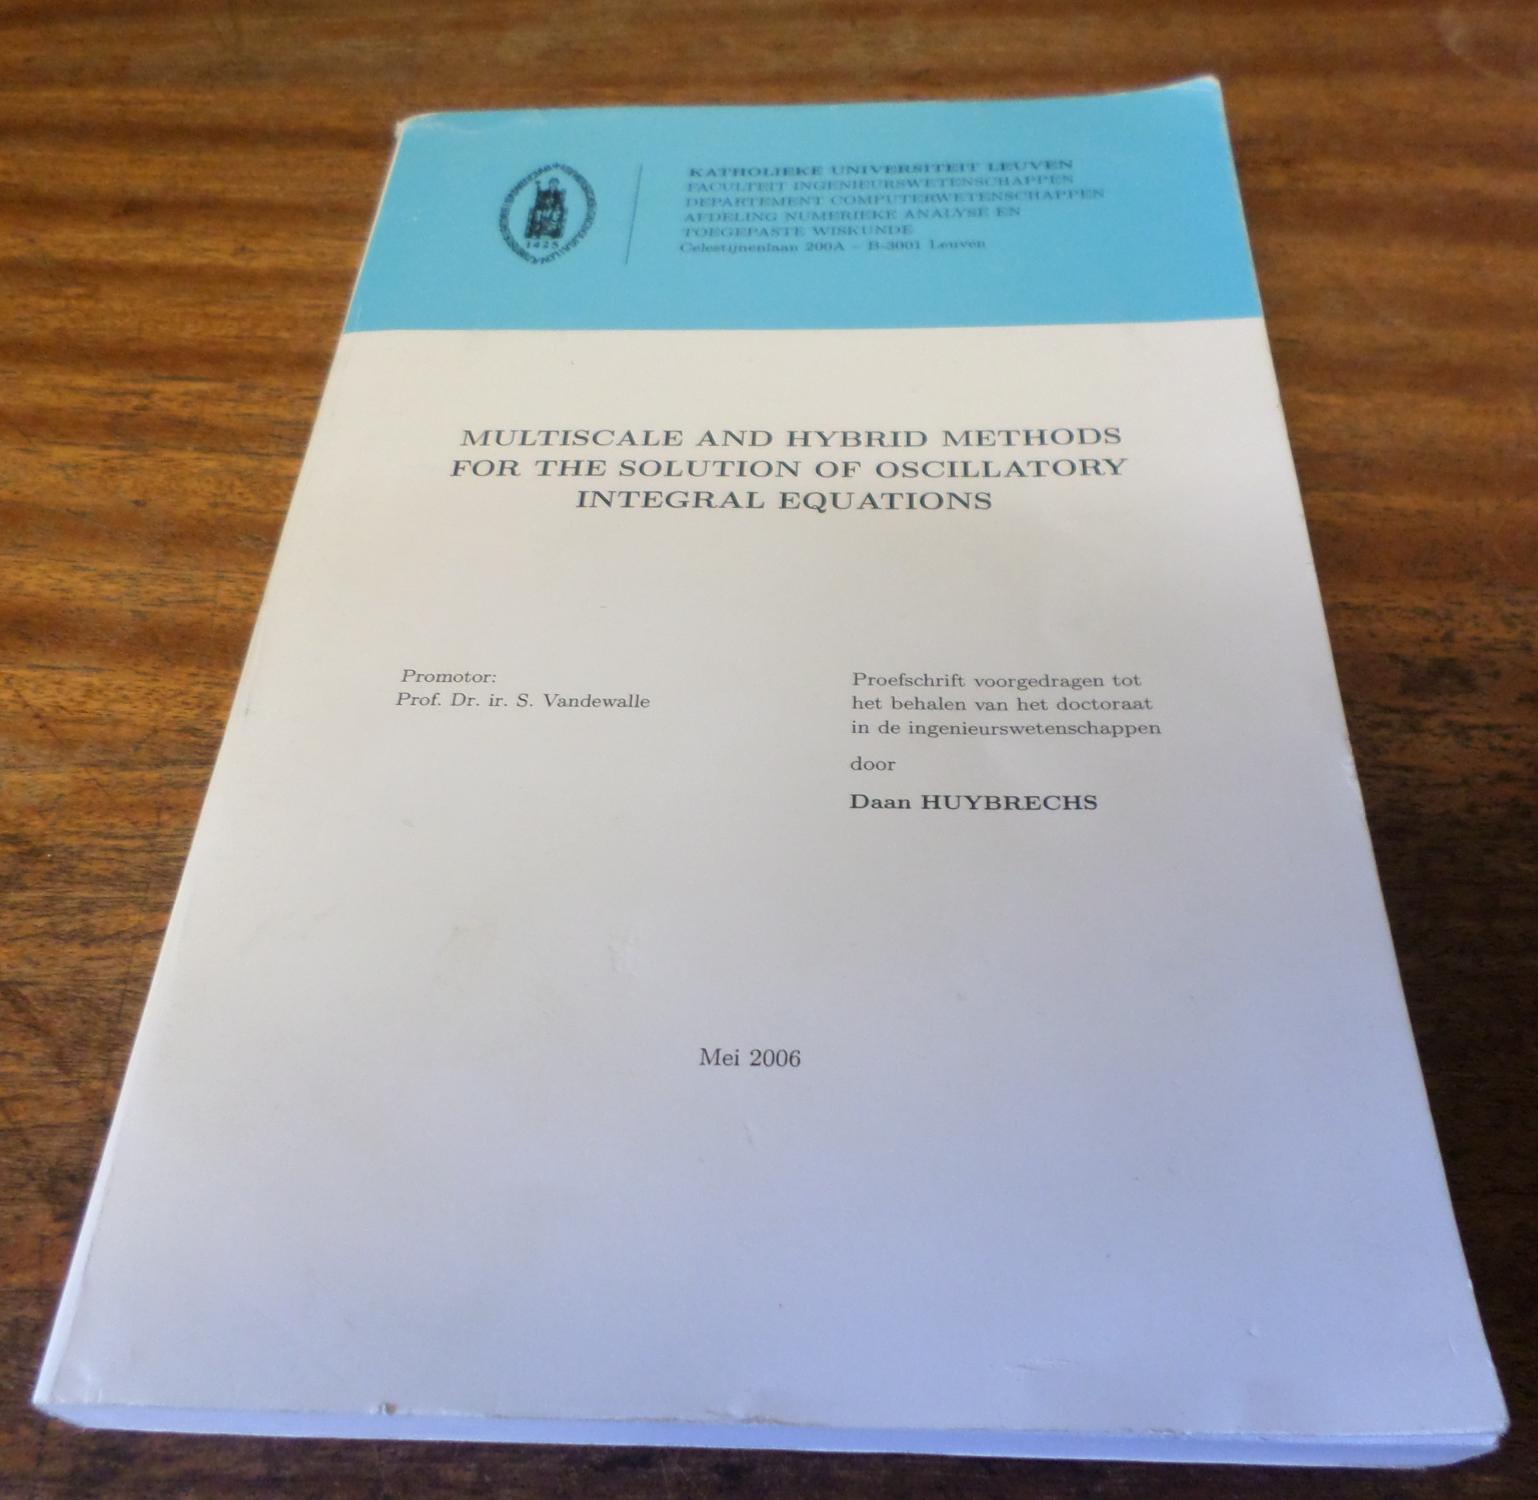 KATHOLIEKE UNIVERSITEIT LEUVEN
FACULTEIT INGENIEURSWETENSCHAPPEN
DEPARTEMENT COMPUTERWETENSCHAPPEN
AFDELING NUMERIEKE ANALYSE EN
TOEGEPASTE WISKUNDE
Celestijnenlaan 200A – B-3001 Leuven
1425
MULTISCALE AND HYBRID METHODS
FOR THE SOLUTION OF OSCILLATORY
INTEGRAL EQUATIONS
Promotor:
Prof. Dr. ir. S. Vandewalle
Proefschrift voorgedragen tot
het behalen van het doctoraat
in de ingenieurswetenschappen
door
Daan HUYBRECHS
Mei 2006